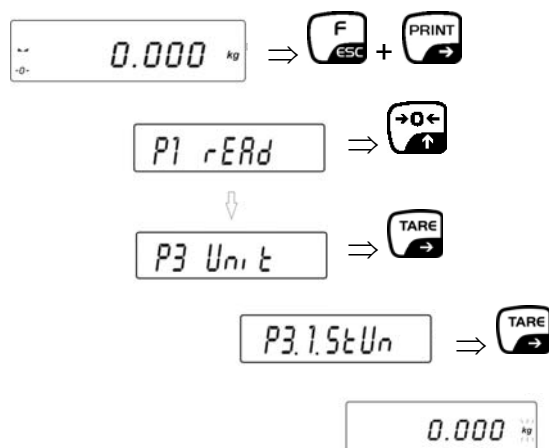 -0- 0.000 kg ⇒ F ESC + PRINT
P1 rEAd ⇒ →0←
P3 Unit ⇒ TARE
P3.1.StUn ⇒ TARE
0.000 kg